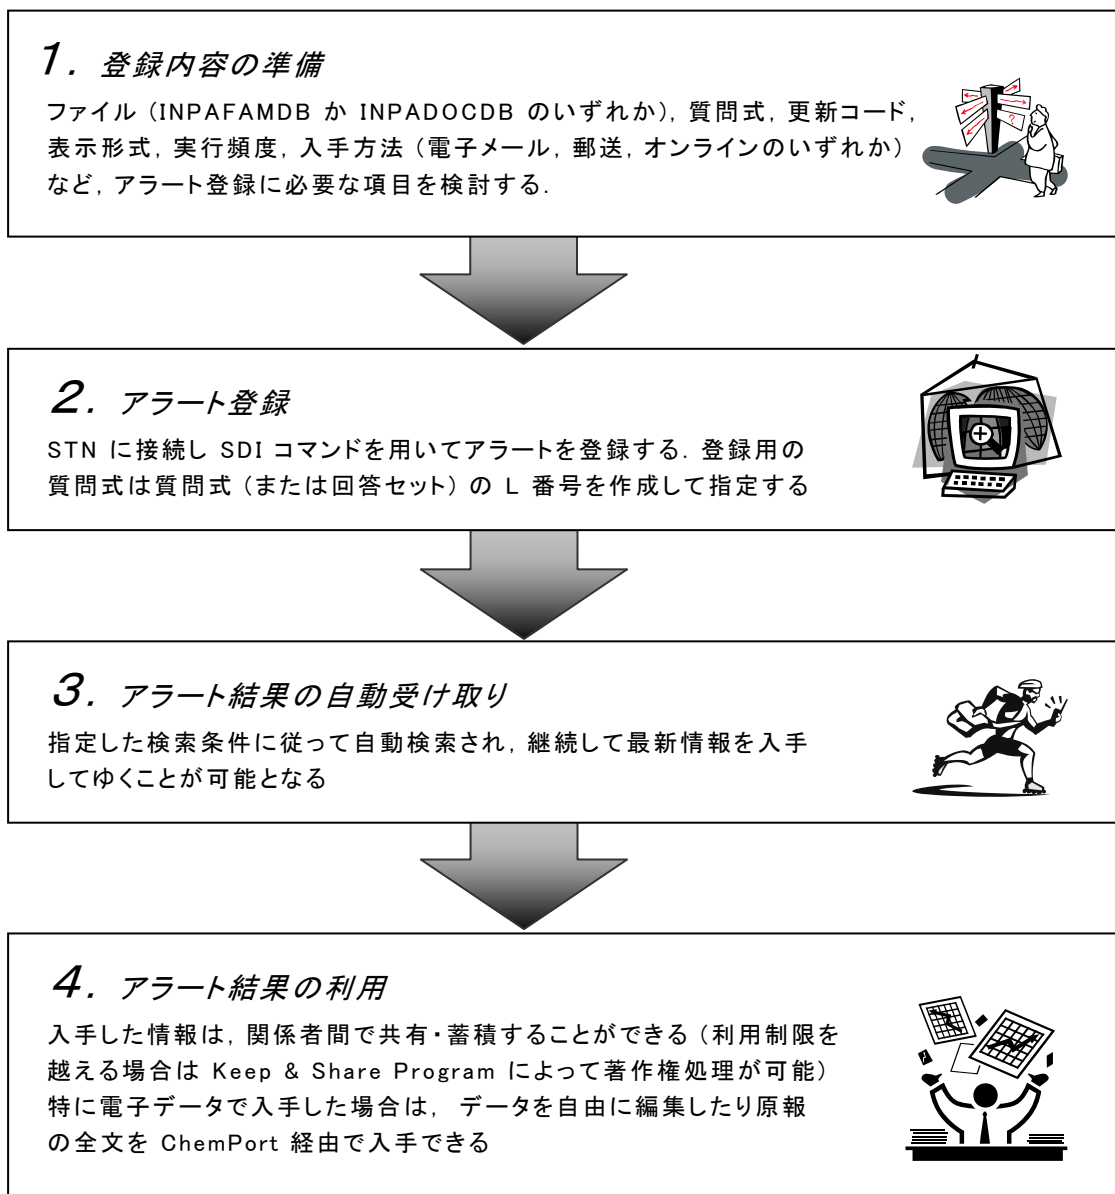 1. 登録内容の準備
ファイル (INPAFAMDB か INPADOCDB のいずれか), 質問式, 更新コード,
表示形式, 実行頻度, 入手方法 (電子メール, 郵送, オンラインのいずれか)
など, アラート登録に必要な項目を検討する.
?
2. アラート登録
STN に接続し SDI コマンドを用いてアラートを登録する. 登録用の
質問式は質問式 (または回答セット) の L 番号を作成して指定する
3. アラート結果の自動受け取り
指定した検索条件に従って自動検索され, 継続して最新情報を入手
してゆくことが可能となる
4. アラート結果の利用
入手した情報は, 関係者間で共有・蓄積することができる (利用制限を
越える場合は Keep & Share Program によって著作権処理が可能)
特に電子データで入手した場合は, データを自由に編集したり原報
の全文を ChemPort 経由で入手できる